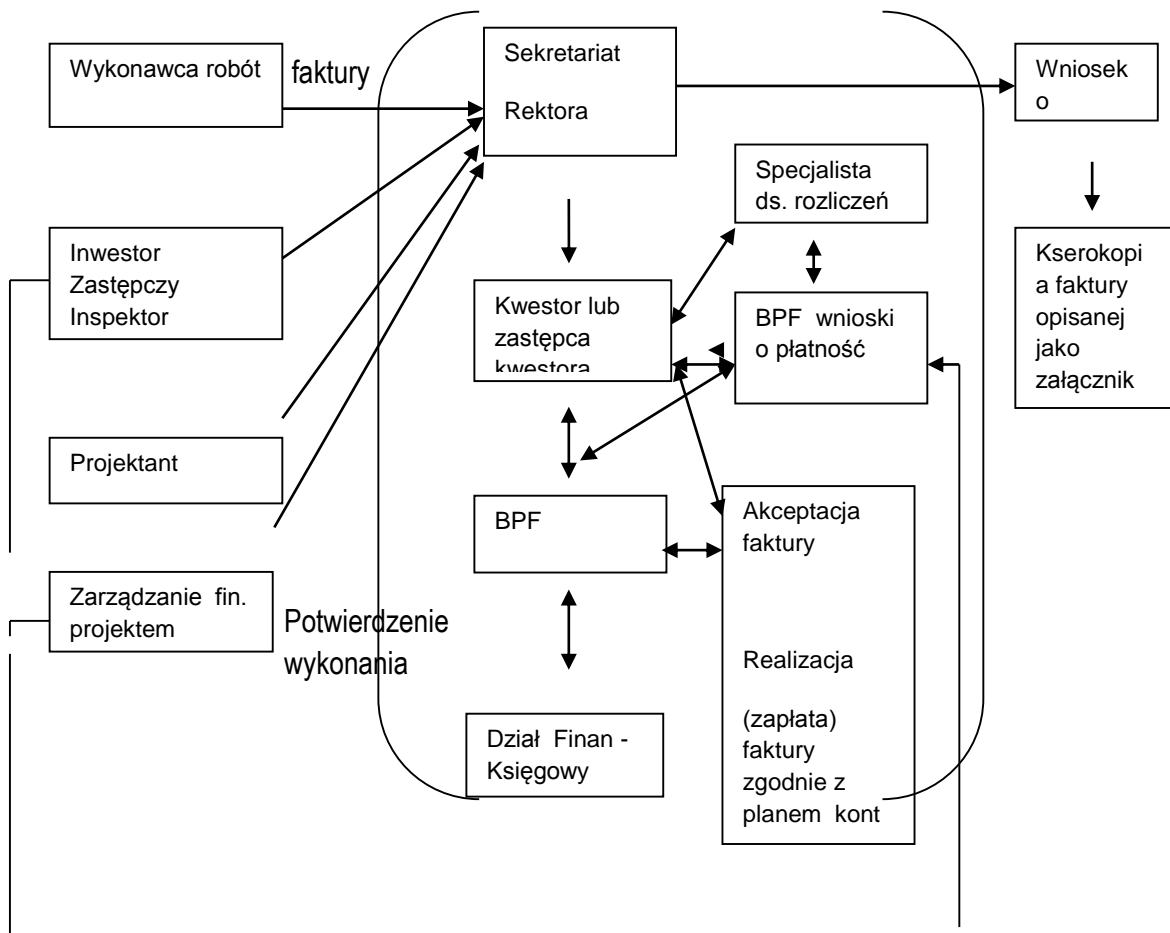 Wykonawca robót
faktury
Sekretariat
Rektora
Wniosek
o
Specjalista
ds. rozliczeń
Inwestor
Zastępczy
Inspektor
Kwestor lub
zastępca
kwestora
BPF wnioski
o płatność
Kserokopi
a faktury
opisanej
jako
załącznik
Projektant
BPF
Akceptacja
faktury
Zarządzanie fin.
projektem
Potwierdzenie
wykonania
Realizacja
(zapłata)
faktury
zgodnie z
planem kont
Dział Finan -
Księgowy